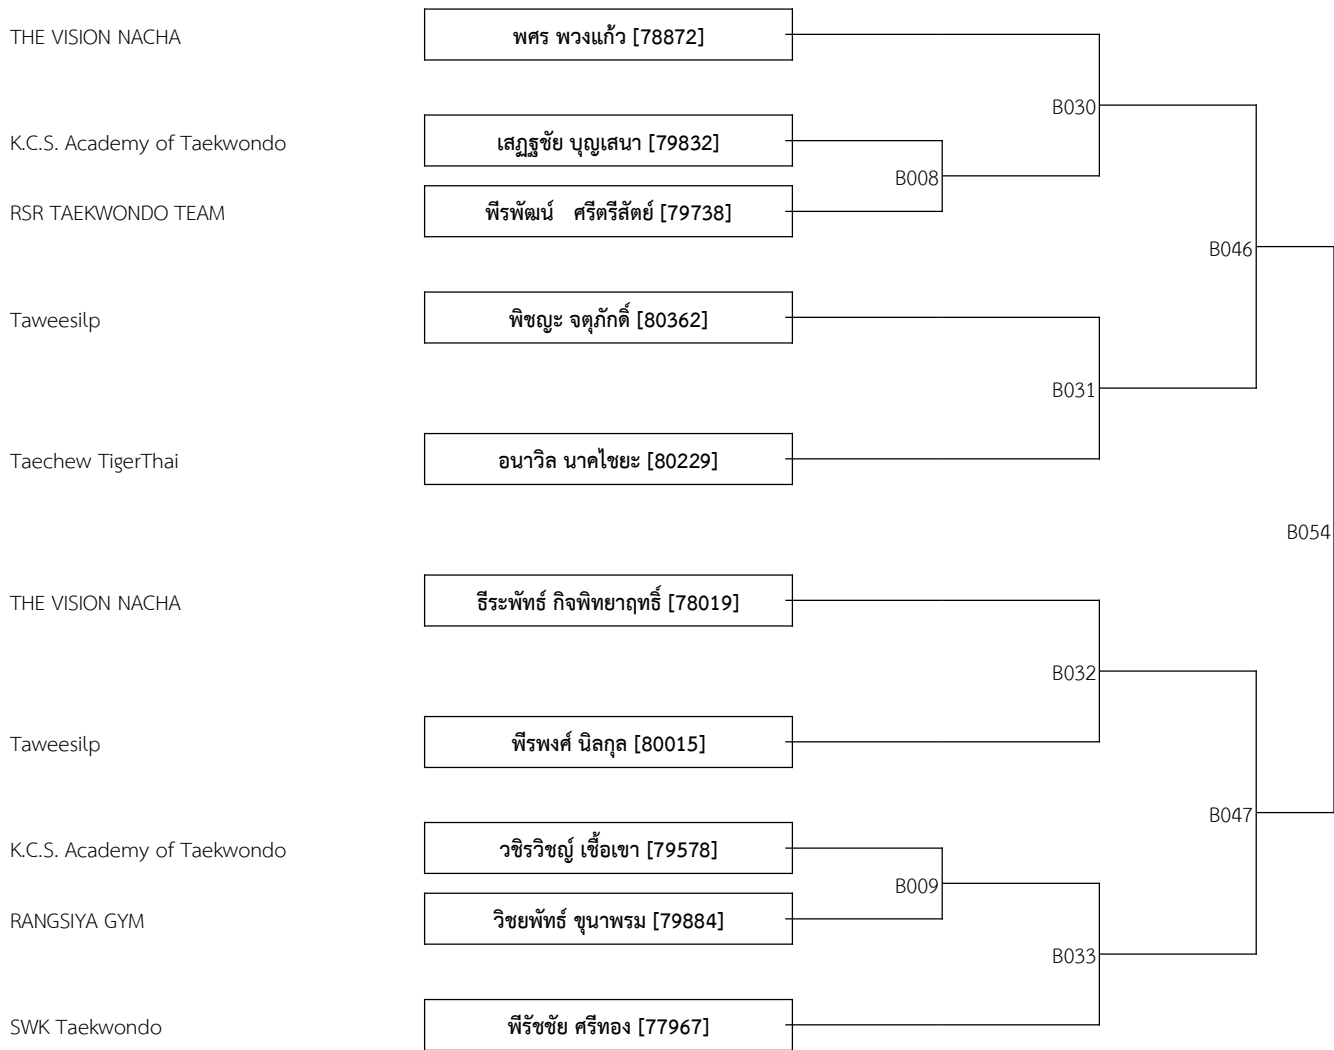 THE VISION NACHA
พศร พวงแก้ว [78872]
B030
K.C.S. Academy of Taekwondo
เสฏฐชัย บุญเสนา [79832]
B008
RSR TAEKWONDO TEAM
พีรพัฒน์ ศรีตรีสัตย์ [79738]
B046
Taweesilp
พิชญะ จตุภักดิ์ [80362]
B031
Taechew TigerThai
อนาวิล นาคไชยะ [80229]
B054
THE VISION NACHA
ธีระพัทธ์ กิจพิทยาฤทธิ์ [78019]
B032
Taweesilp
พีรพงศ์ นิลกุล [80015]
B047
K.C.S. Academy of Taekwondo
วชิรวิชญ์ เชื้อเขา [79578]
B009
RANGSIYA GYM
วิชยพัทธ์ ขุนาพรม [79884]
B033
SWK Taekwondo
พีรัชชัย ศรีทอง [77967]